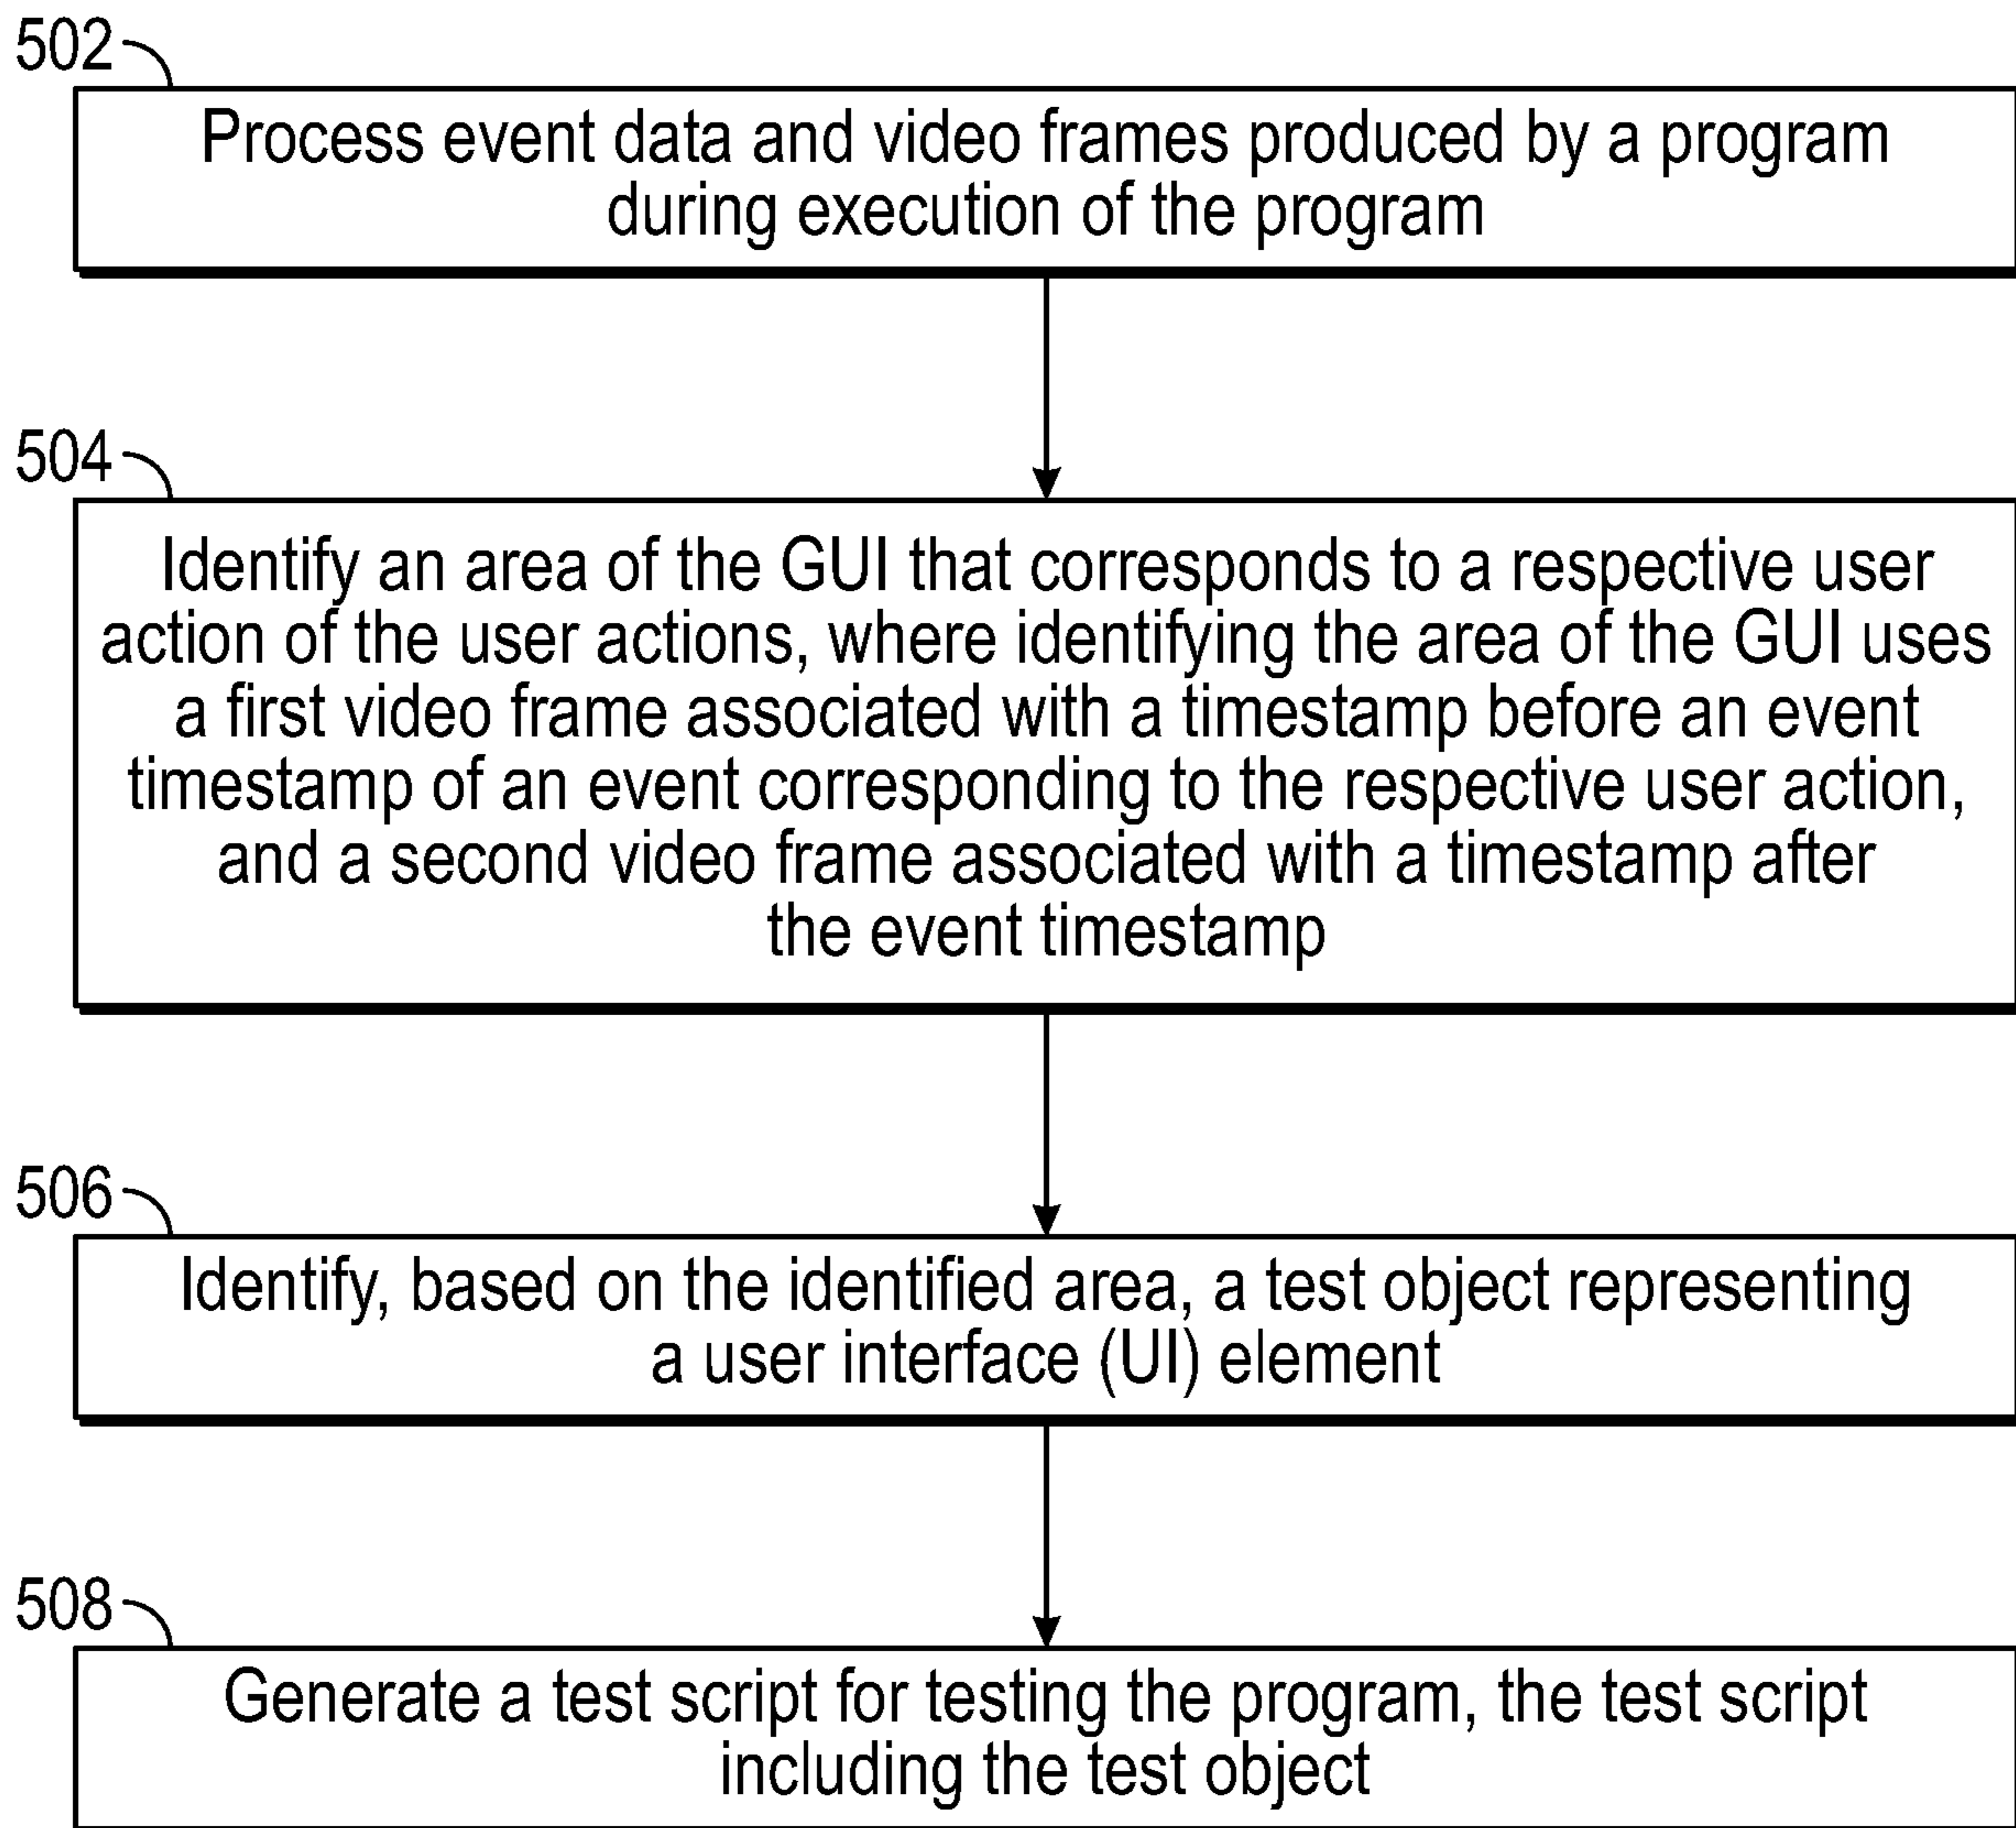 502
Process event data and video frames produced by a program
during execution of the program
504
Identify an area of the GUI that corresponds to a respective user
action of the user actions, where identifying the area of the GUI uses
a first video frame associated with a timestamp before an event
timestamp of an event corresponding to the respective user action,
and a second video frame associated with a timestamp after
the event timestamp
506
Identify, based on the identified area, a test object representing
a user interface (UI) element
508
Generate a test script for testing the program, the test script
including the test object